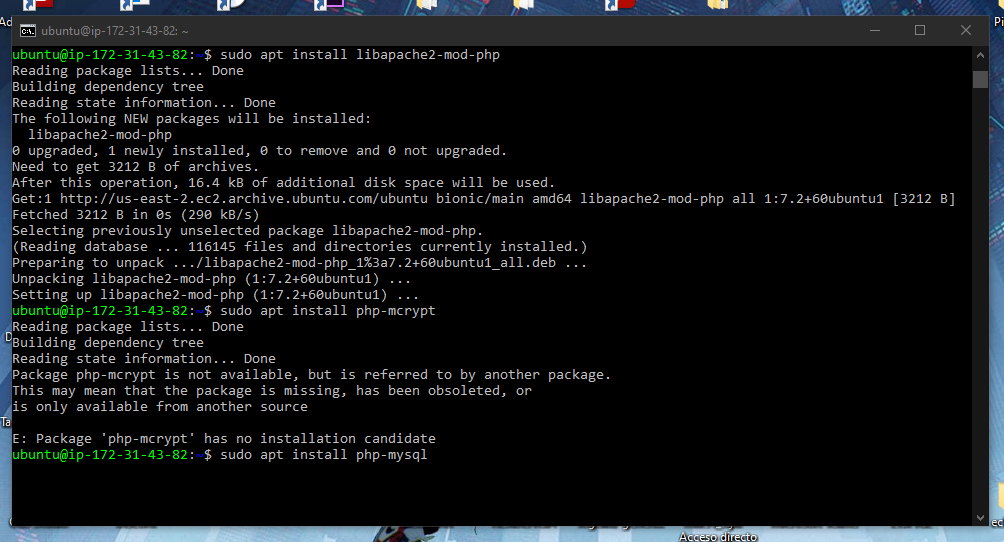 ubuntu@ip-172-31-43-82: ~
ubuntu@ip-172-31-43-82:~$ sudo apt install libapache2-mod-php
Reading package lists... Done
Building dependency tree
Reading state information... Done
The following NEW packages will be installed:
  libapache2-mod-php
0 upgraded, 1 newly installed, 0 to remove and 0 not upgraded.
Need to get 3212 B of archives.
After this operation, 16.4 kB of additional disk space will be used.
Get:1 http://us-east-2.ec2.archive.ubuntu.com/ubuntu bionic/main amd64 libapache2-mod-php all 1:7.2+60ubuntu1 [3212 B]
Fetched 3212 B in 0s (290 kB/s)
Selecting previously unselected package libapache2-mod-php.
(Reading database ... 116145 files and directories currently installed.)
Preparing to unpack .../libapache2-mod-php_1%3a7.2+60ubuntu1_all.deb ...
Unpacking libapache2-mod-php (1:7.2+60ubuntu1) ...
Setting up libapache2-mod-php (1:7.2+60ubuntu1) ...
ubuntu@ip-172-31-43-82:~$ sudo apt install php-mcrypt
Reading package lists... Done
Building dependency tree
Reading state information... Done
Package php-mcrypt is not available, but is referred to by another package.
This may mean that the package is missing, has been obsoleted, or
is only available from another source

E: Package 'php-mcrypt' has no installation candidate
ubuntu@ip-172-31-43-82:~$ sudo apt install php-mysql
Acceso directo